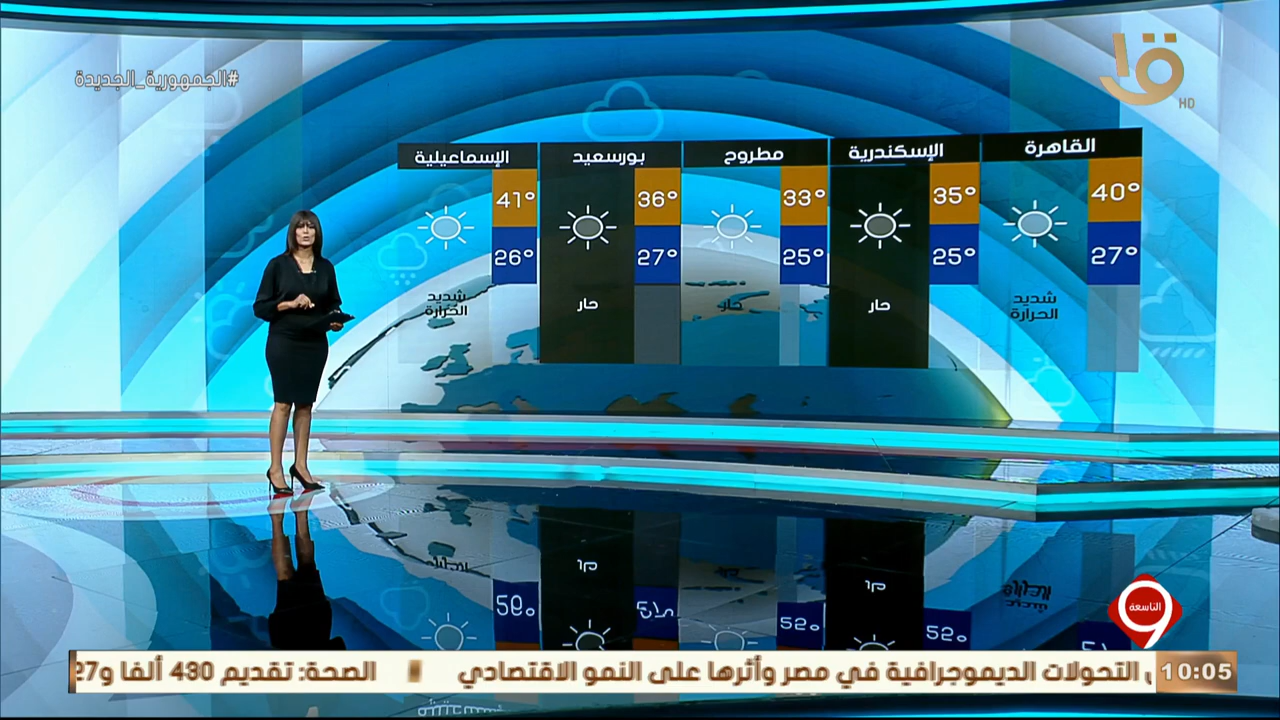 #الجمهورية_الجديدة
HD
القاهرة
40°
27°
شديد
الحرارة
الإسكندرية
35°
25°
حار
مطروح
33°
25°
حار
بورسعيد
36°
27°
حار
الإسماعيلية
41°
26°
شديد
الحرارة
التاسعة
9
10:05
التحولات الديموجرافية في مصر وأثرها على النمو الاقتصادي
الصحة: تقديم 430 ألفا و27